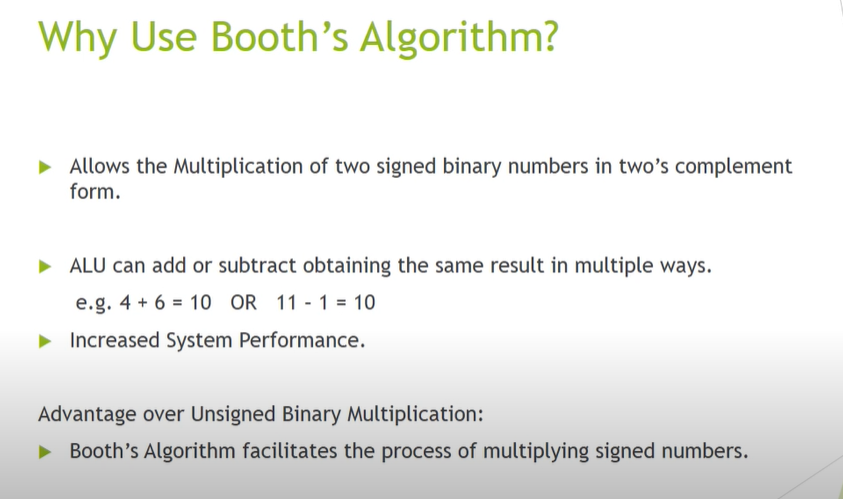 Why Use Booth’s Algorithm?
Allows the Multiplication of two signed binary numbers in two’s complement
form.
ALU can add or subtract obtaining the same result in multiple ways.
e.g. 4 + 6 = 10 OR 11 - 1 = 10
Increased System Performance.
Advantage over Unsigned Binary Multiplication:
Booth’s Algorithm facilitates the process of multiplying signed numbers.